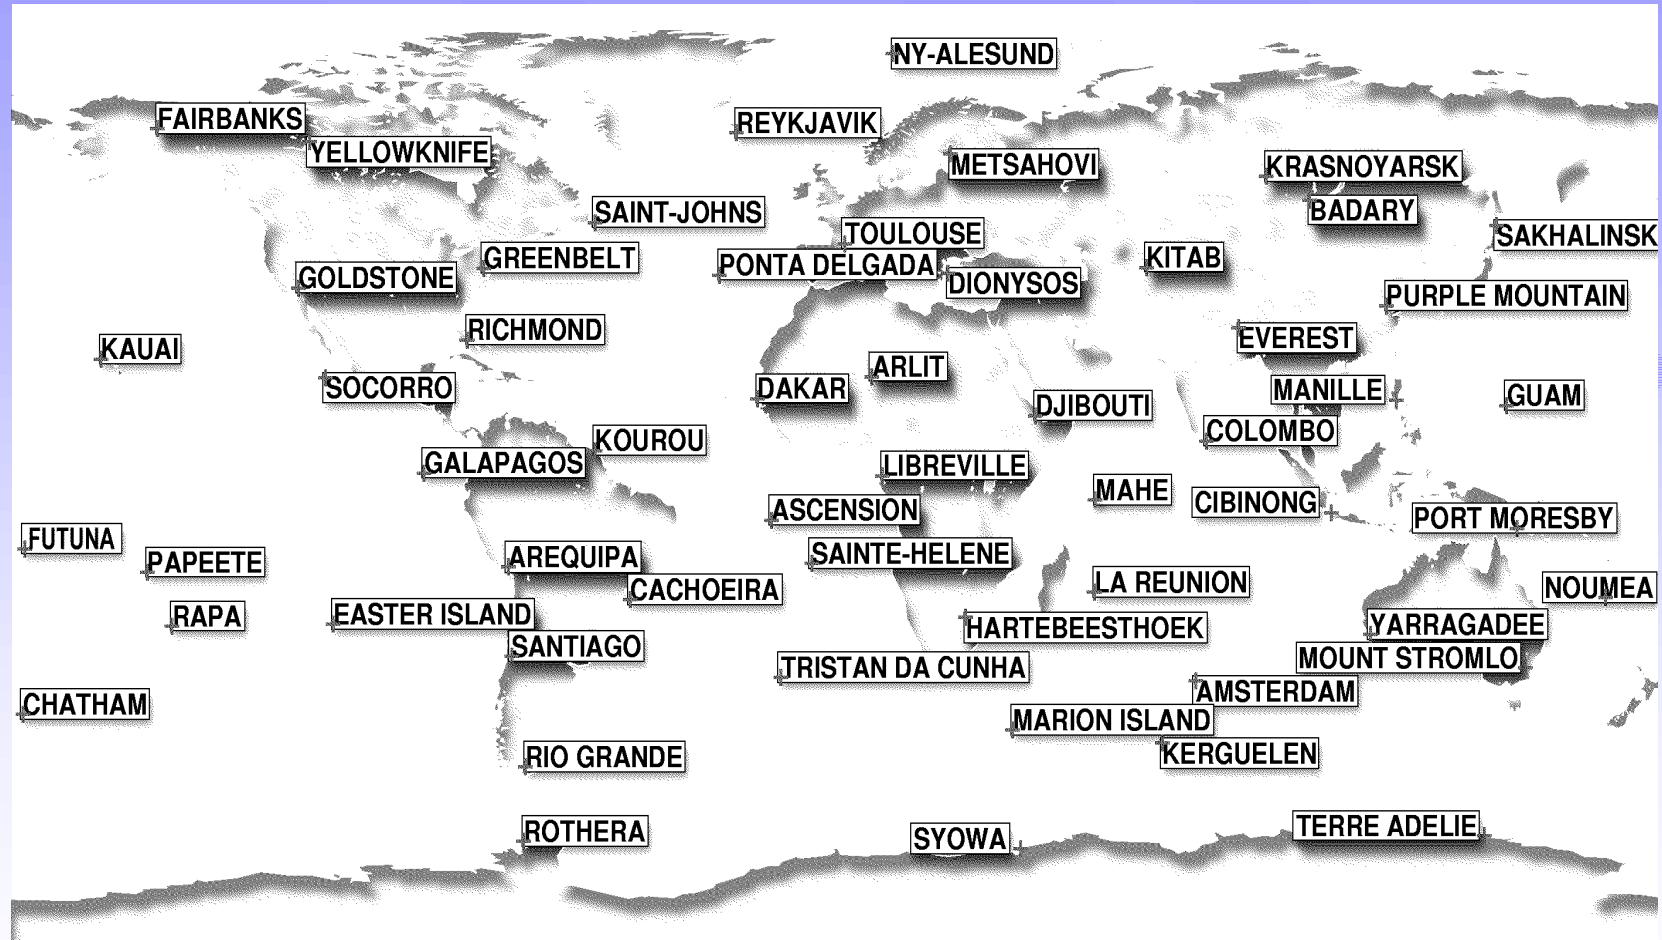 NY-ALESUND
FAIRBANKS
REYKJAVIK
YELLOWKNIFE
METSAHOVI
KRASNOYARSK
SAINT-JOHNS
BADARY
TOULOUSE
SAKHALINSK
GREENBELT
PONTA DELGADA
KITAB
GOLDSTONE
DIONYSOS
PURPLE MOUNTAIN
RICHMOND
EVEREST
KAUAI
ARLIT
SOCORRO
DAKAR
MANILLE
GUAM
DJIBOUTI
COLOMBO
KOUROU
GALAPAGOS
LIBREVILLE
MAHE
CIBINONG
ASCENSION
PORT MORESBY
FUTUNA
PAPEETE
AREQUIPA
SAINTE-HELENE
CACHOEIRA
LA REUNION
NOUMEA
RAPA
EASTER ISLAND
HARTEBEESTHOEK
YARRAGADEE
SANTIAGO
MOUNT STROMLO
TRISTAN DA CUNHA
AMSTERDAM
CHATHAM
MARION ISLAND
RIO GRANDE
KERGUELEN
ROTHERA
SYOWA
TERRE ADELIE